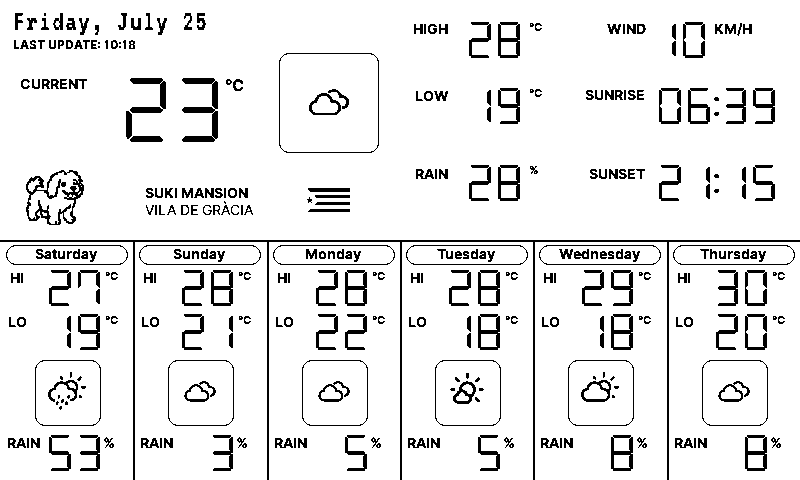 Friday, July 25
LAST UPDATE: 10:18
CURRENT 23 °C
SUKI MANSION
VILA DE GRÀCIA
HIGH 28 °C
LOW 19 °C
RAIN 28 %
WIND 10 KM/H
SUNRISE 06:39
SUNSET 21:15
Saturday
HI 27 °C
LO 19 °C
RAIN 53 %
Sunday
HI 28 °C
LO 21 °C
RAIN 3 %
Monday
HI 28 °C
LO 22 °C
RAIN 5 %
Tuesday
HI 28 °C
LO 18 °C
RAIN 5 %
Wednesday
HI 29 °C
LO 18 °C
RAIN 8 %
Thursday
HI 30 °C
LO 20 °C
RAIN 8 %